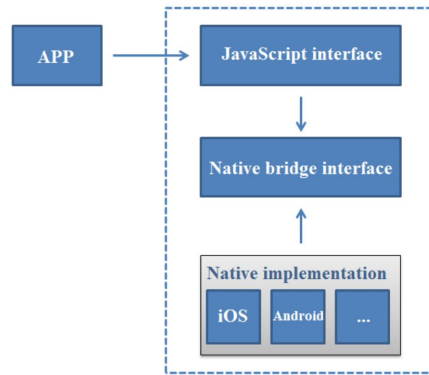 APP
JavaScript interface
Native bridge interface
Native implementation
iOS
Android
...